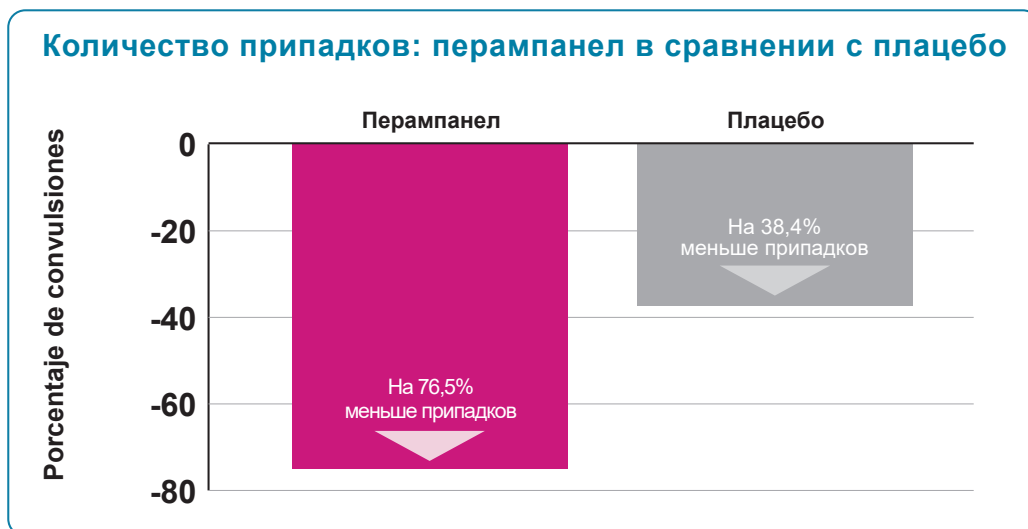 Количество припадков: перампанел в сравнении с плацебо
Перампанел
Плацебо
Porcentaje de convulsiones
0
-20
-40
-60
-80
На 76,5%
меньше припадков
На 38,4%
меньше припадков